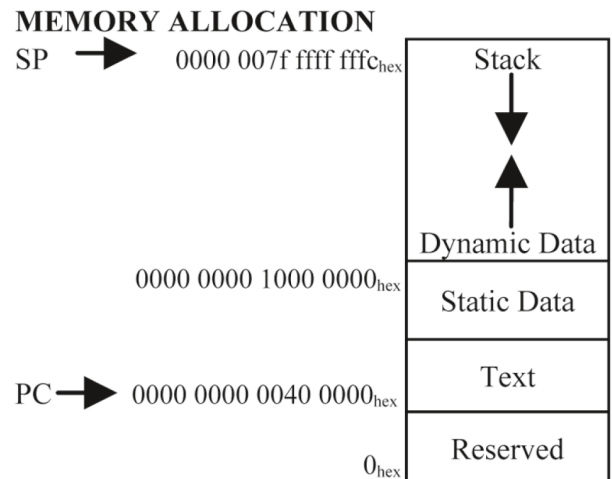 MEMORY ALLOCATION
SP 0000 007f ffff fffchex Stack
Dynamic Data
0000 0000 1000 0000hex
Static Data
Text
PC 0000 0000 0040 0000hex
Reserved
0hex